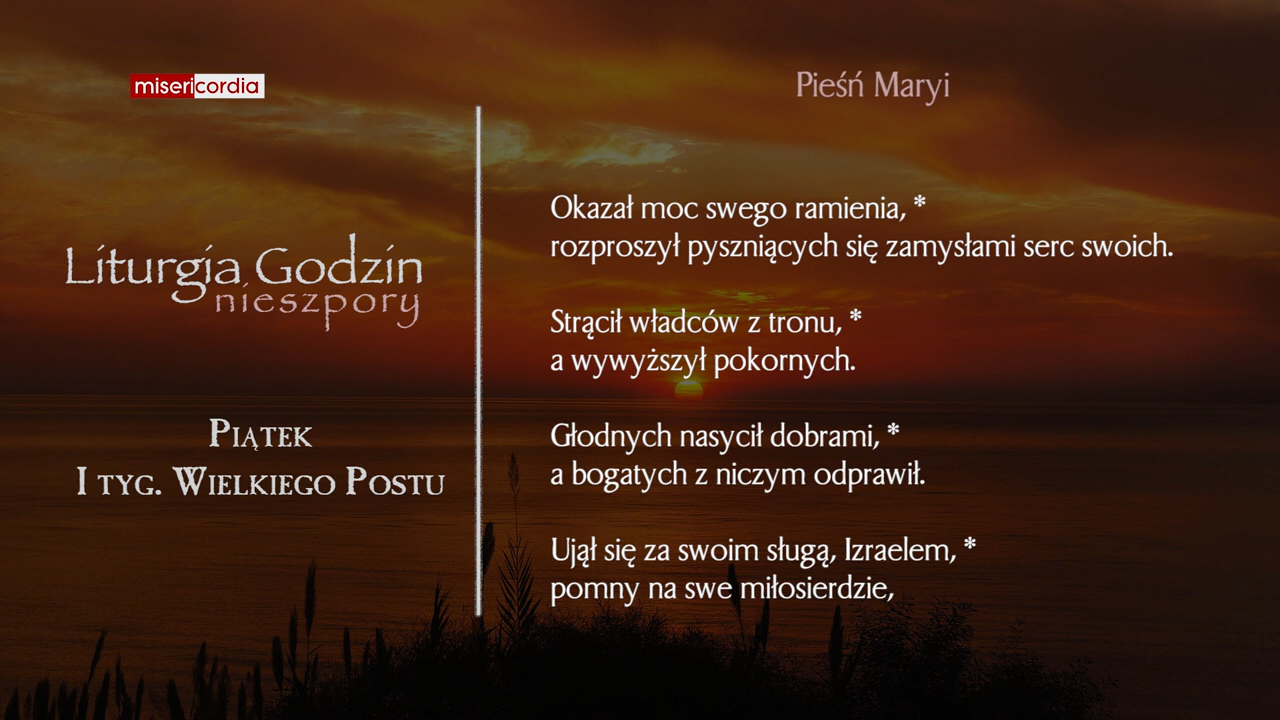 misericordia
Pieśń Maryi
Liturgia Godzin
nieszpory
Piątek
I tyg. Wielkiego Postu
Okazał moc swego ramienia, *
rozproszył pyszniących się zamysłami serc swoich.
Strącił władców z tronu, *
a wywyższył pokornych.
Głodnych nasycił dobrami, *
a bogatych z niczym odprawił.
Ujął się za swoim sługą, Izraelem, *
pomny na swe miłosierdzie,